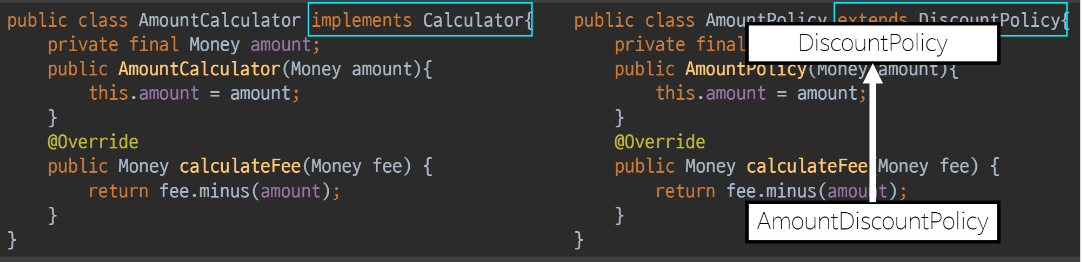 public class AmountCalculator implements Calculator{
private final Money amount;
public AmountCalculator(Money amount){
this.amount = amount;
}
@Override
public Money calculateFee(Money fee) {
return fee.minus(amount);
}
}
public class AmountPolicy extends DiscountPolicy{
private final
DiscountPolicy
public AmountPolicy(Money amount){
this.amount = amount;
}
@Override
public Money calculateFee(Money fee) {
return fee.minus(amount);
}
AmountDiscountPolicy
}